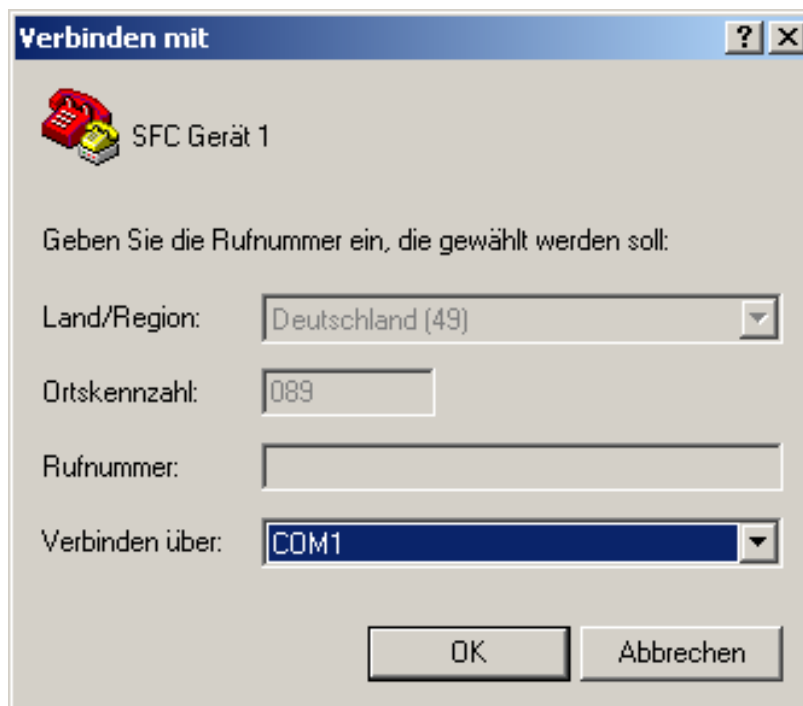 Verbinden mit
SFC Gerät 1
Geben Sie die Rufnummer ein, die gewählt werden soll:
Land/Region: Deutschland (49)
Ortskennzahl: 089
Rufnummer:
Verbinden über: COM1
OK Abbrechen